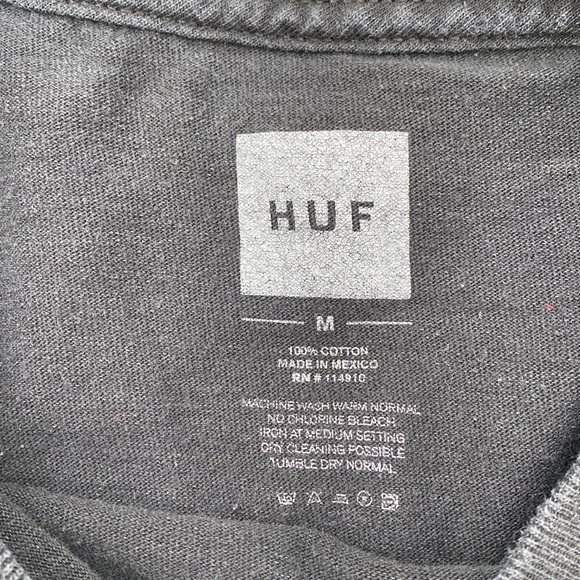 HUF
M
100% COTTON
MADE IN MEXICO
RN # 114910
MACHINE WASH WARM NORMAL
NO CHLORINE BLEACH
IRON AT MEDIUM SETTING
DRY CLEANING POSSIBLE
TUMBLE DRY NORMAL